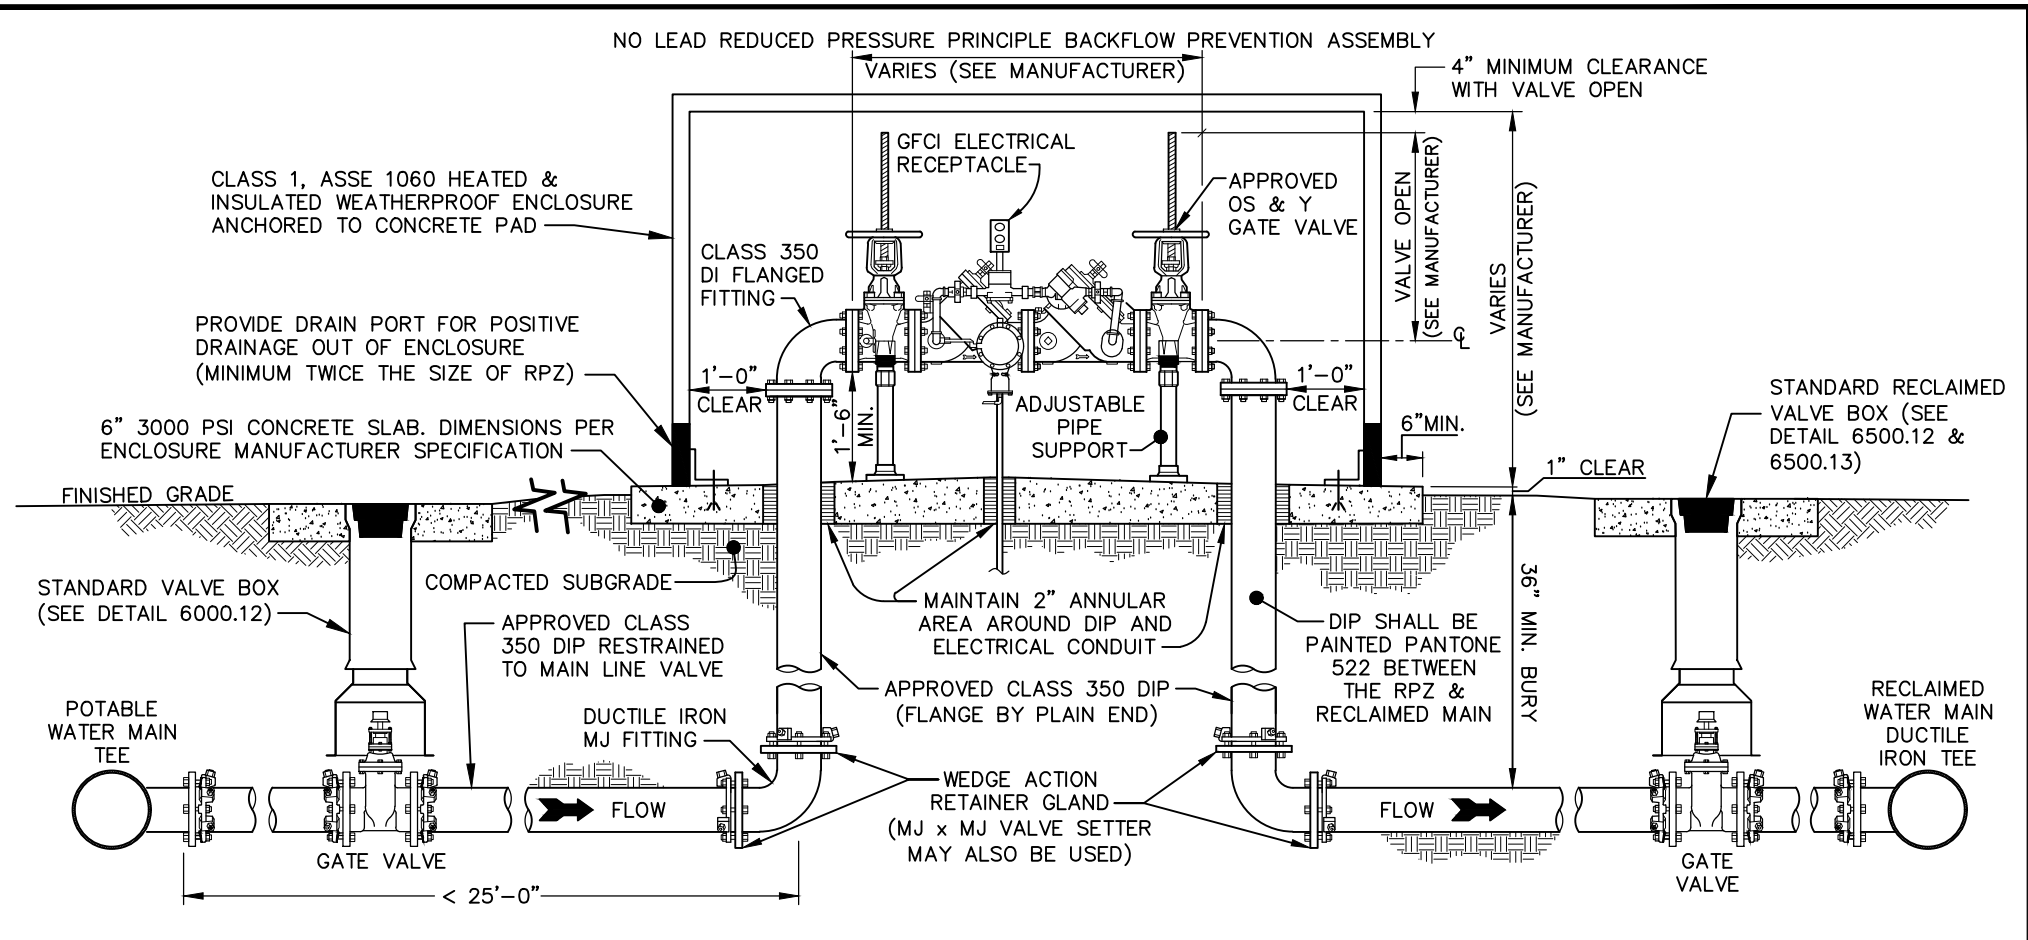 NO LEAD REDUCED PRESSURE PRINCIPLE BACKFLOW PREVENTION ASSEMBLY
VARIES (SEE MANUFACTURER)
4" MINIMUM CLEARANCE
WITH VALVE OPEN
GFCI ELECTRICAL
RECEPTACLE
CLASS 1, ASSE 1060 HEATED &
INSULATED WEATHERPROOF ENCLOSURE
ANCHORED TO CONCRETE PAD
APPROVED
OS & Y
GATE VALVE
VALVE OPEN
(SEE MANUFACTURER)
VARIES
(SEE MANUFACTURER)
CLASS 350
DI FLANGED
FITTING
PROVIDE DRAIN PORT FOR POSITIVE
DRAINAGE OUT OF ENCLOSURE
(MINIMUM TWICE THE SIZE OF RPZ)
℄
1'-0"
CLEAR
1'-6"
MIN.
ADJUSTABLE
PIPE
SUPPORT
1'-0"
CLEAR
6"MIN.
STANDARD RECLAIMED
VALVE BOX (SEE
DETAIL 6500.12 &
6500.13)
6" 3000 PSI CONCRETE SLAB. DIMENSIONS PER
ENCLOSURE MANUFACTURER SPECIFICATION
1" CLEAR
FINISHED GRADE
COMPACTED SUBGRADE
STANDARD VALVE BOX
(SEE DETAIL 6000.12)
MAINTAIN 2" ANNULAR
AREA AROUND DIP AND
ELECTRICAL CONDUIT
36" MIN. BURY
APPROVED CLASS
350 DIP RESTRAINED
TO MAIN LINE VALVE
DIP SHALL BE
PAINTED PANTONE
522 BETWEEN
THE RPZ &
RECLAIMED MAIN
APPROVED CLASS 350 DIP
(FLANGE BY PLAIN END)
POTABLE
WATER MAIN
TEE
DUCTILE IRON
MJ FITTING
RECLAIMED
WATER MAIN
DUCTILE
IRON TEE
WEDGE ACTION
RETAINER GLAND
(MJ x MJ VALVE SETTER
MAY ALSO BE USED)
FLOW
FLOW
GATE VALVE
GATE
VALVE
< 25'-0"